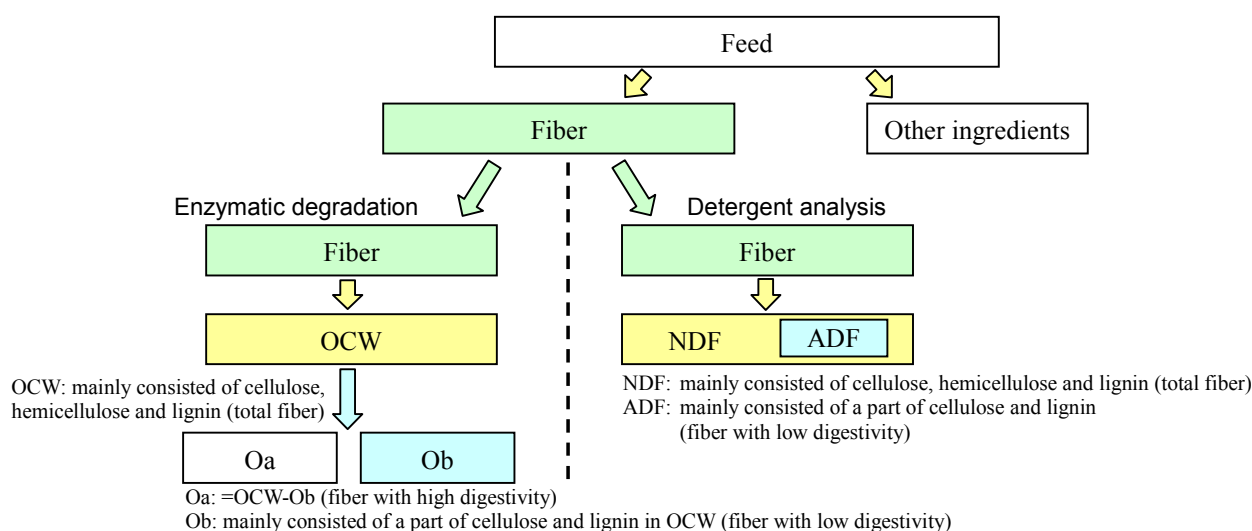 Feed
Fiber
Other ingredients
Enzymatic degradation
Detergent analysis
Fiber
Fiber
OCW
NDF
ADF
OCW: mainly consisted of cellulose,
hemicellulose and lignin (total fiber)
NDF: mainly consisted of cellulose, hemicellulose and lignin (total fiber)
ADF: mainly consisted of a part of cellulose and lignin
(fiber with low digestivity)
Oa
Ob
Oa: =OCW-Ob (fiber with high digestivity)
Ob: mainly consisted of a part of cellulose and lignin in OCW (fiber with low digestivity)